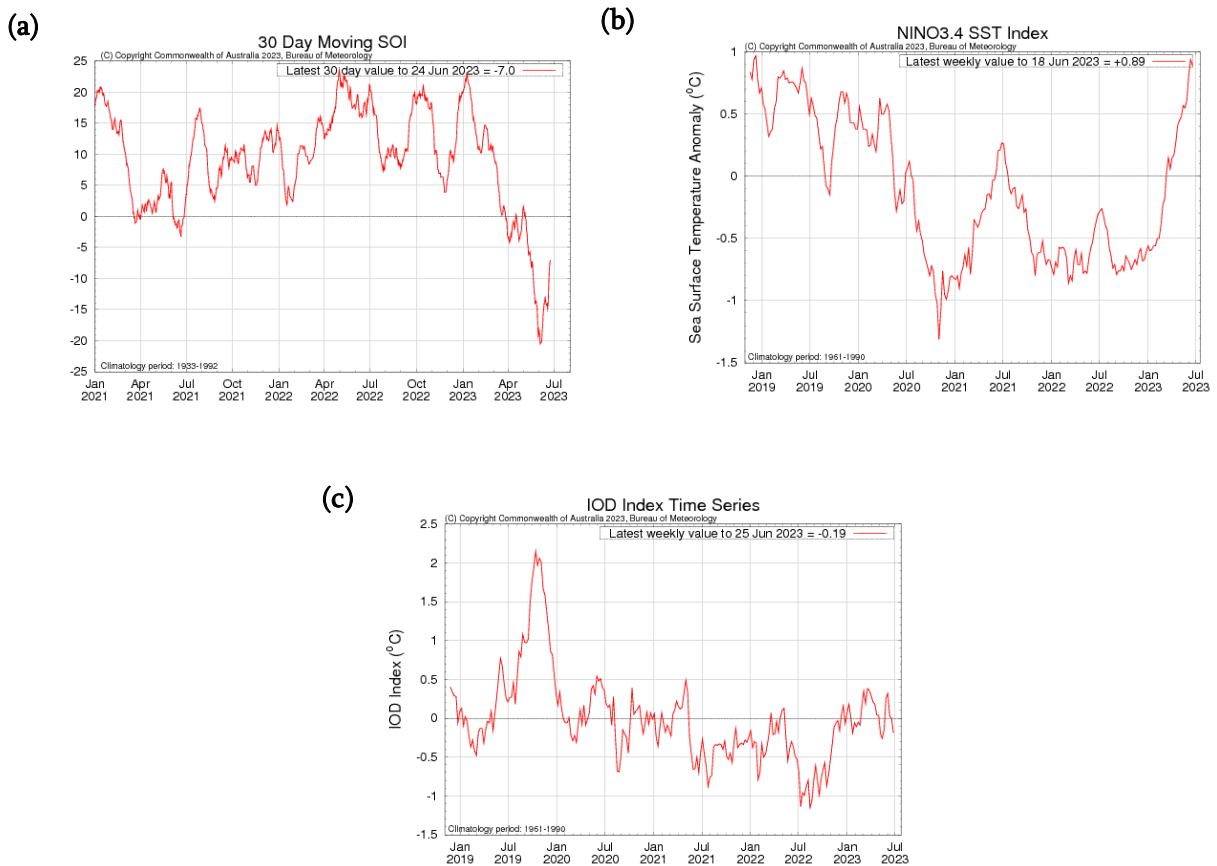 (a)
30 Day Moving SOI
(C) Copyright Commonwealth of Australia 2023, Bureau of Meteorology
Latest 30 day value to 24 Jun 2023 = -7.0
25
20
15
10
5
0
-5
-10
-15
-20
-25
Climatology period: 1933-1992
Jan Apr Jul Oct Jan Apr Jul Oct Jan Apr Jul
2021 2021 2021 2021 2022 2022 2022 2022 2023 2023 2023
(b)
NINO3.4 SST Index
(C) Copyright Commonwealth of Australia 2023, Bureau of Meteorology
Latest weekly value to 18 Jun 2023 = +0.89
Sea Surface Temperature Anomaly (⁰C)
1
0.5
0
-0.5
-1
-1.5
Climatology period: 1961-1990
Jan Jul Jan Jul Jan Jul Jan Jul Jan Jul
2019 2019 2020 2020 2021 2021 2022 2022 2023 2023
(c)
IOD Index Time Series
(C) Copyright Commonwealth of Australia 2023, Bureau of Meteorology
Latest weekly value to 25 Jun 2023 = -0.19
IOD Index (⁰C)
2.5
2
1.5
1
0.5
0
-0.5
-1
-1.5
Climatology period: 1961-1990
Jan Jul Jan Jul Jan Jul Jan Jul Jan Jul
2019 2019 2020 2020 2021 2021 2022 2022 2023 2023